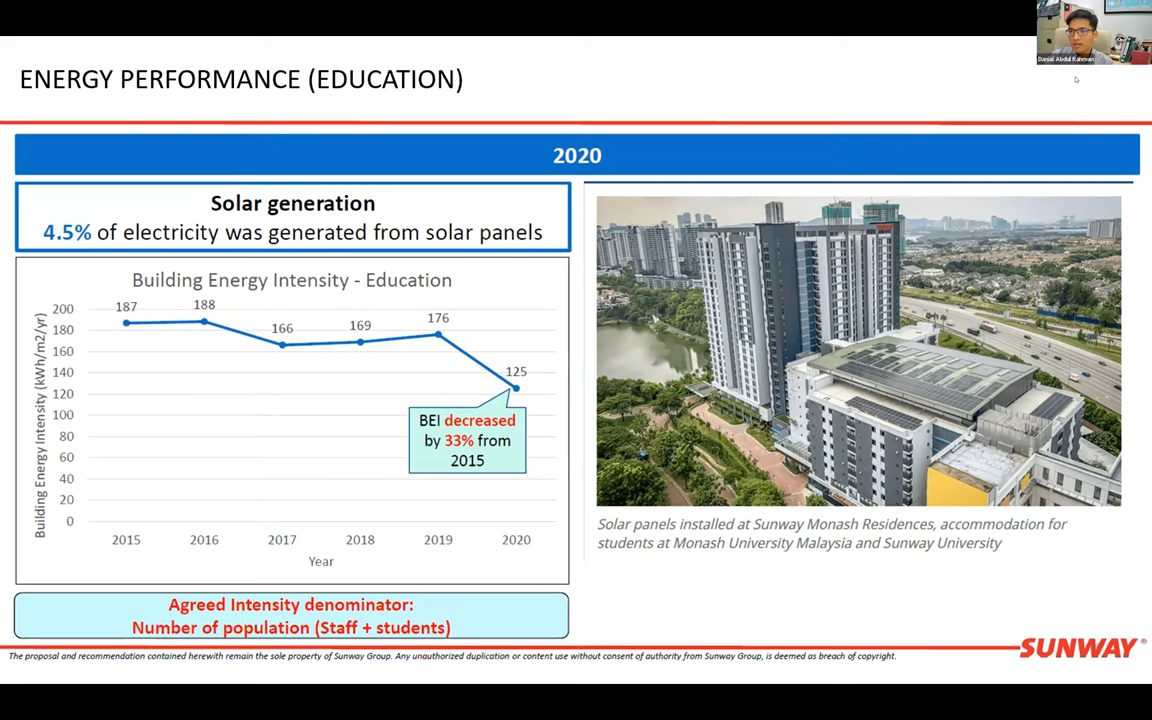 Danial Abdul Rahman
ENERGY PERFORMANCE (EDUCATION)
2020
Solar generation
4.5% of electricity was generated from solar panels
Building Energy Intensity - Education
Building Energy Intensity (kWh/m2/yr)
200
180
160
140
120
100
80
60
40
20
0
187
188
166
169
176
125
BEI decreased
by 33% from
2015
2015
2016
2017
2018
2019
2020
Year
Agreed Intensity denominator:
Number of population (Staff + students)
Solar panels installed at Sunway Monash Residences, accommodation for
students at Monash University Malaysia and Sunway University
The proposal and recommendation contained herewith remain the sole property of Sunway Group. Any unauthorized duplication or content use without consent of authority from Sunway Group, is deemed as breach of copyright.
SUNWAY®